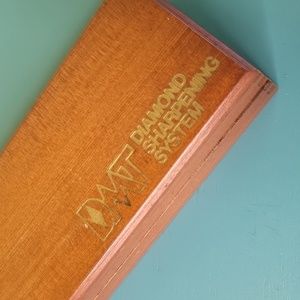 DMT
DIAMOND
SHARPENING
SYSTEM